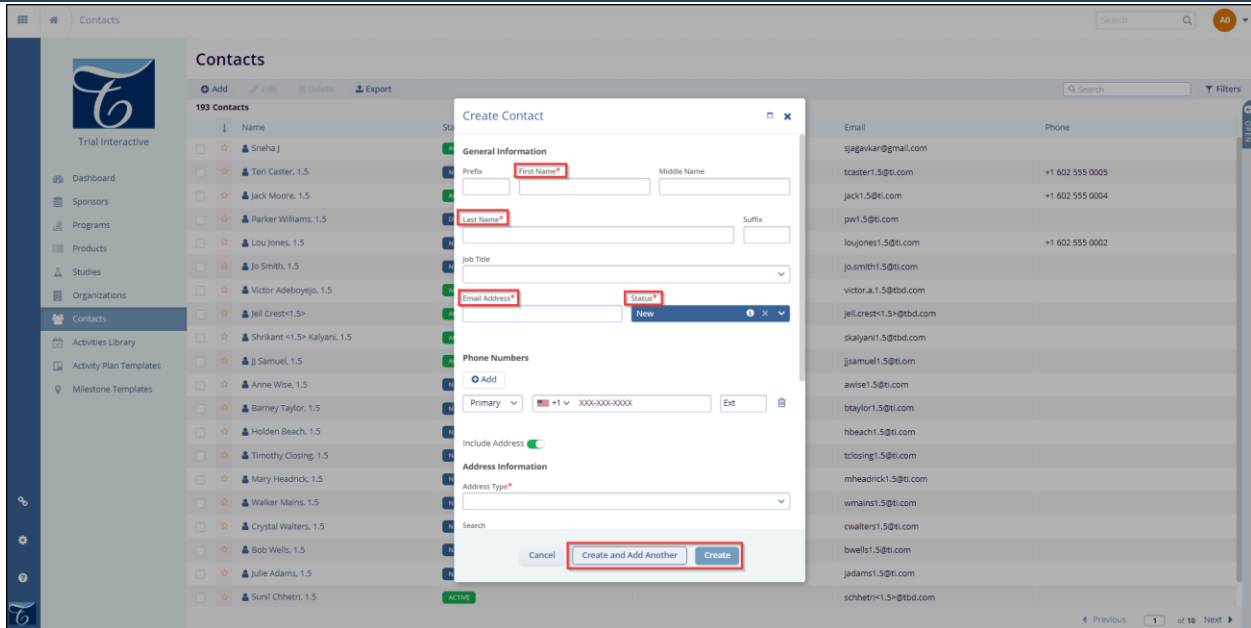 Contacts
Search
AO
Trial Interactive
Dashboard
Sponsors
Programs
Products
Studies
Organizations
Contacts
Activities Library
Activity Plan Templates
Milestone Templates
Contacts
Add Edit Delete Export
Search
Filters
193 Contacts
Name Email Phone
Sneha J sjagavkar@gmail.com
Teri Caster, 1.5 tcaster1.5@ti.com +1 602 555 0005
Jack Moore, 1.5 jack1.5@ti.com +1 602 555 0004
Parker Williams, 1.5 pw1.5@ti.com
Lou Jones, 1.5 loujones1.5@ti.com +1 602 555 0002
Jo Smith, 1.5 jo.smith1.5@ti.com
Victor Adeboyejo, 1.5 victor.a.1.5@tbd.com
Jell Crest<1.5> jell.crest<1.5>@tbd.com
Shrikant <1.5> Kalyani, 1.5 skalyani1.5@tbd.com
JJ Samuel, 1.5 jjsamuel1.5@ti.om
Anne Wise, 1.5 awise1.5@ti.com
Barney Taylor, 1.5 btaylor1.5@ti.com
Holden Beach, 1.5 hbeach1.5@ti.com
Timothy Closing, 1.5 tclosing1.5@ti.com
Mary Headrick, 1.5 mheadrick1.5@ti.com
Walker Mains, 1.5 wmains1.5@ti.com
Crystal Walters, 1.5 cwalters1.5@ti.com
Bob Wells, 1.5 bwells1.5@ti.com
Julie Adams, 1.5 jadams1.5@ti.com
Sunil Chhetri, 1.5 ACTIVE schhetri<1.5>@tbd.com
Previous 1 of 10 Next
Create Contact
General Information
Prefix First Name* Middle Name
Last Name* Suffix
Job Title
Email Address* Status*
New
Phone Numbers
Add
Primary +1 XXX-XXX-XXXX Ext
Include Address
Address Information
Address Type*
Search
Cancel Create and Add Another Create